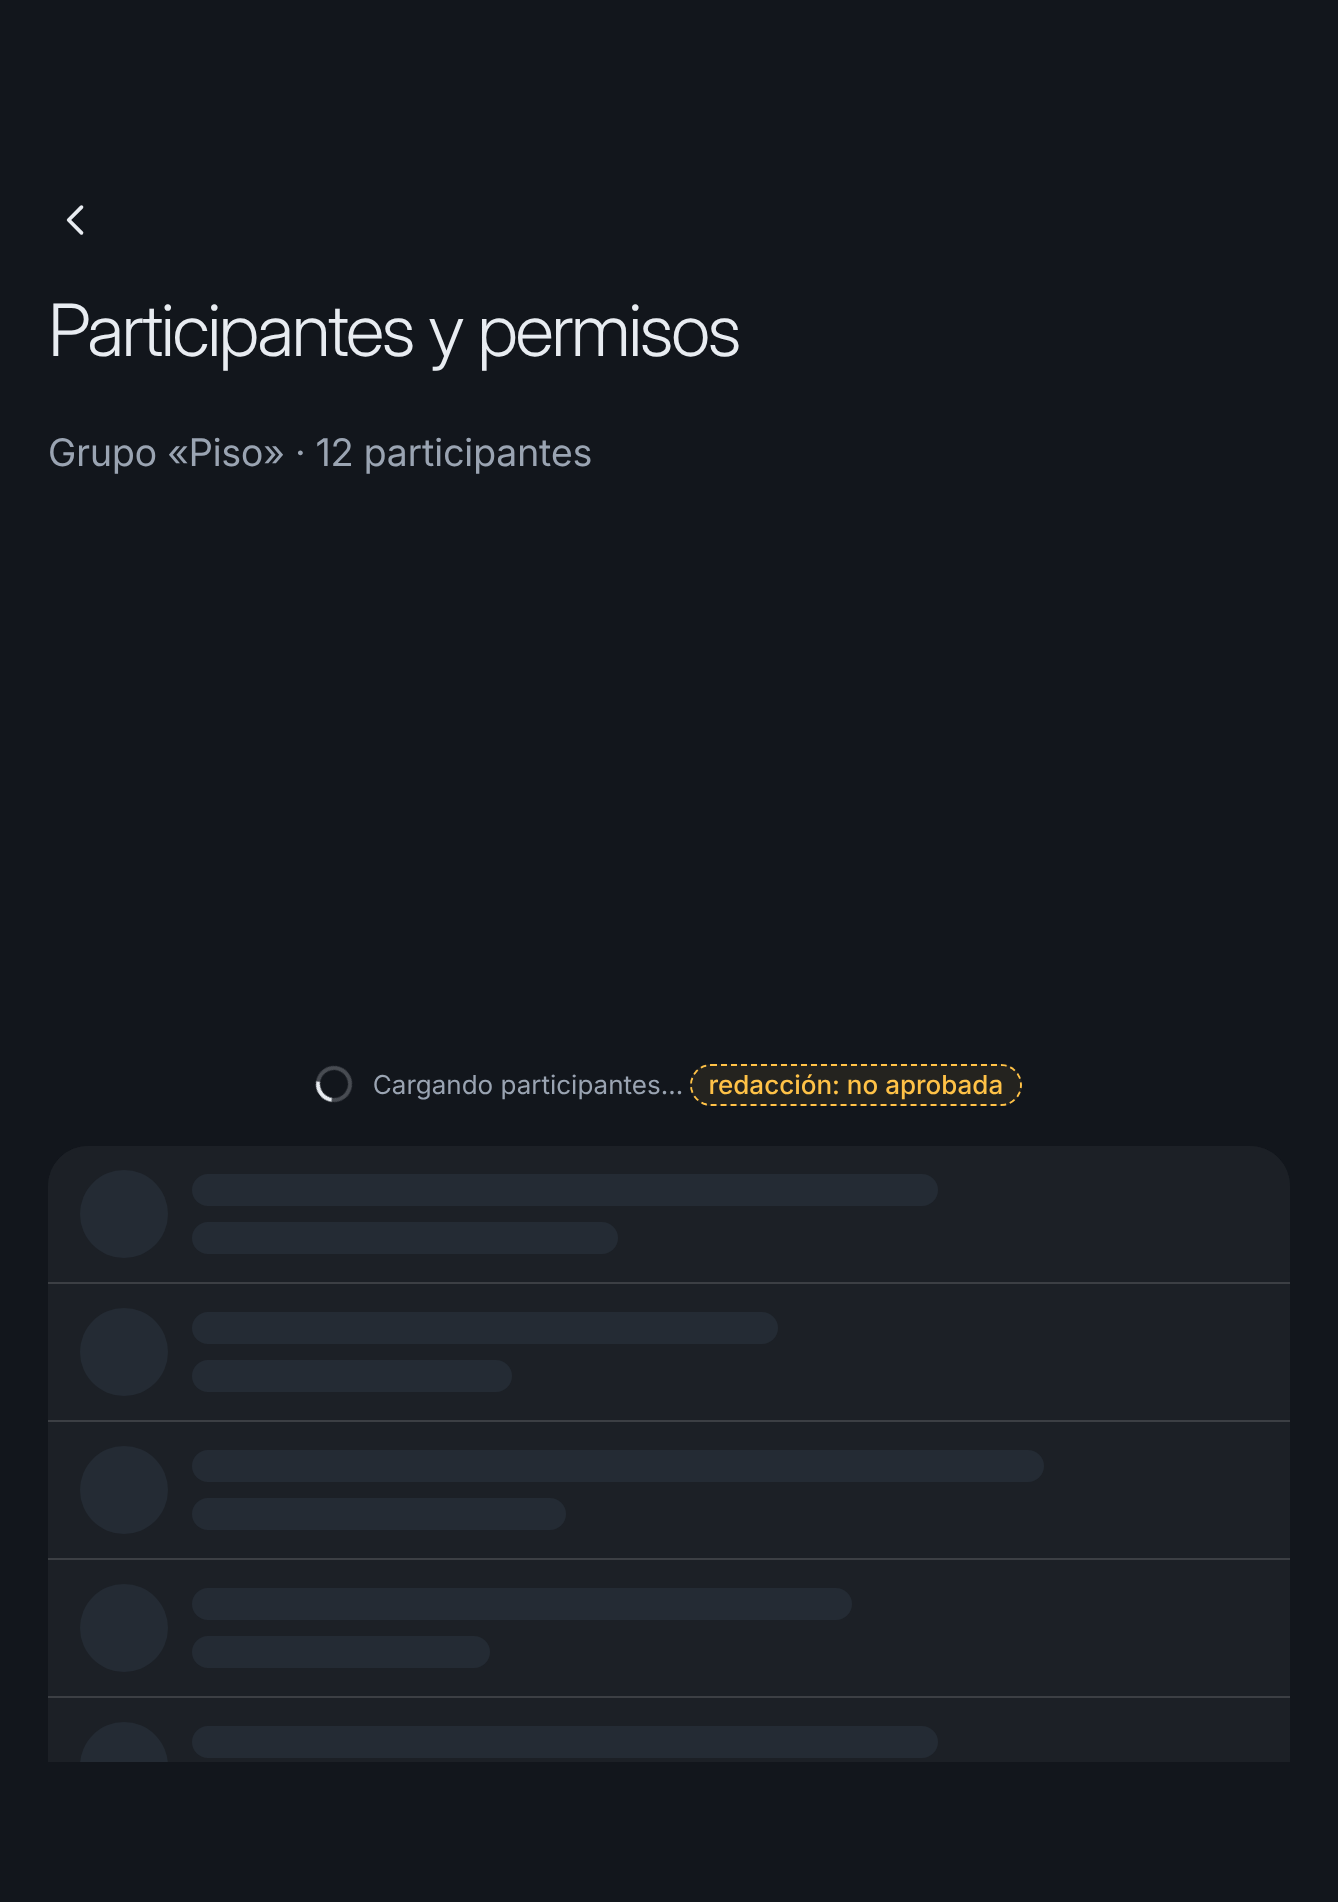 Participantes y permisos
Grupo «Piso» · 12 participantes
Cargando participantes… redacción: no aprobada